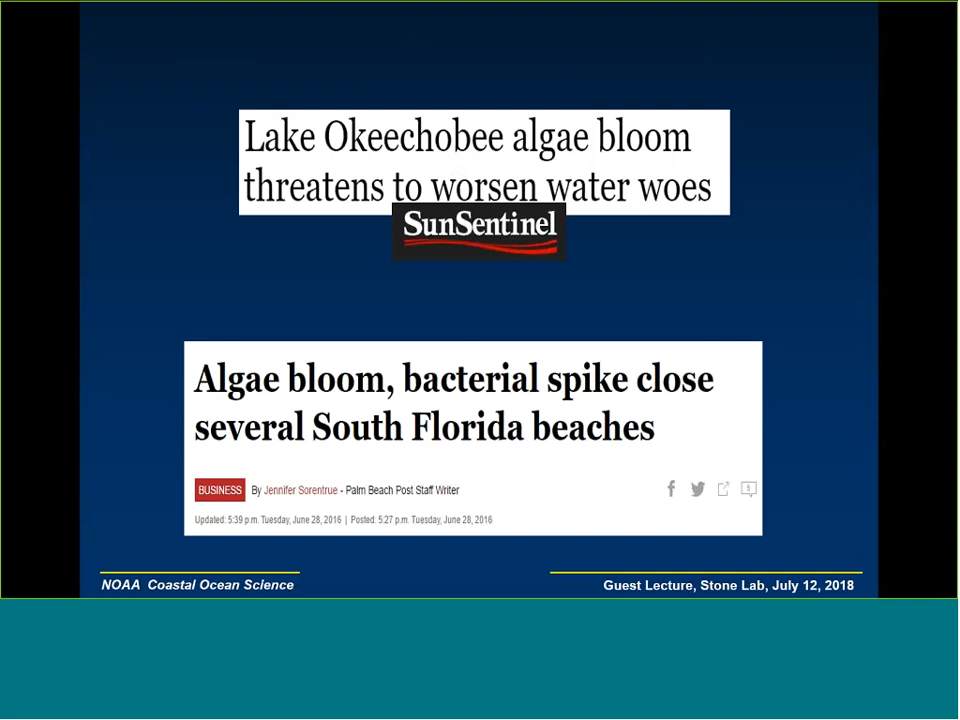 Lake Okeechobee algae bloom
threatens to worsen water woes
SunSentinel
Algae bloom, bacterial spike close
several South Florida beaches
BUSINESS By Jennifer Sorentrue - Palm Beach Post Staff Writer
Updated: 5:39 p.m. Tuesday, June 28, 2016 | Posted: 5:27 p.m. Tuesday, June 28, 2016
NOAA Coastal Ocean Science
Guest Lecture, Stone Lab, July 12, 2018